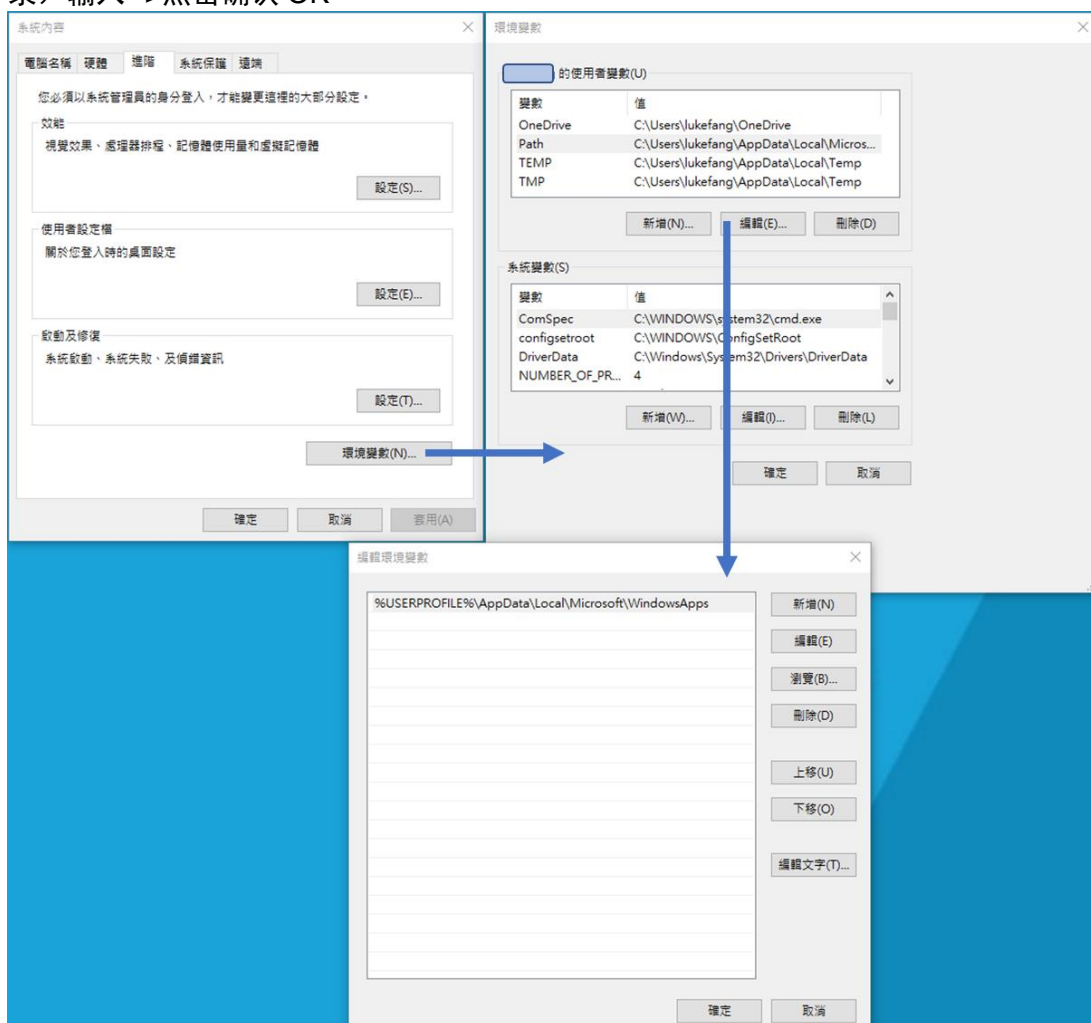 输入 -> 点击确认 OK
系統內容
電腦名稱 硬體 進階 系統保護 遠端
您必須以系統管理員的身分登入，才能變更這裡的大部分設定。
效能
視覺效果、處理器排程、記憶體使用量和虛擬記憶體
設定(S)...
使用者設定檔
關於您登入時的桌面設定
設定(E)...
啟動及修復
系統啟動、系統失敗、及偵錯資訊
設定(T)...
環境變數(N)...
確定 取消 套用(A)
環境變數
的使用者變數(U)
變數 值
OneDrive C:\Users\lukefang\OneDrive
Path C:\Users\lukefang\AppData\Local\Micros...
TEMP C:\Users\lukefang\AppData\Local\Temp
TMP C:\Users\lukefang\AppData\Local\Temp
新增(N)... 編輯(E)... 刪除(D)
系統變數(S)
變數 值
ComSpec C:\WINDOWS\system32\cmd.exe
configsetroot C:\WINDOWS\ConfigSetRoot
DriverData C:\Windows\System32\Drivers\DriverData
NUMBER_OF_PR... 4
新增(W)... 編輯(I)... 刪除(L)
確定 取消
編輯環境變數
%USERPROFILE%\AppData\Local\Microsoft\WindowsApps
新增(N)
編輯(E)
瀏覽(B)...
刪除(D)
上移(U)
下移(O)
編輯文字(T)...
確定 取消